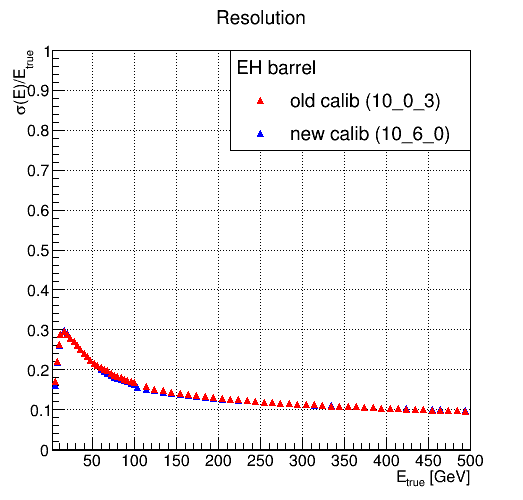 Resolution
σ(E)/E_true
EH barrel
old calib (10_0_3)
new calib (10_6_0)
1
0.9
0.8
0.7
0.6
0.5
0.4
0.3
0.2
0.1
0
50 100 150 200 250 300 350 400 450 500
E_true [GeV]